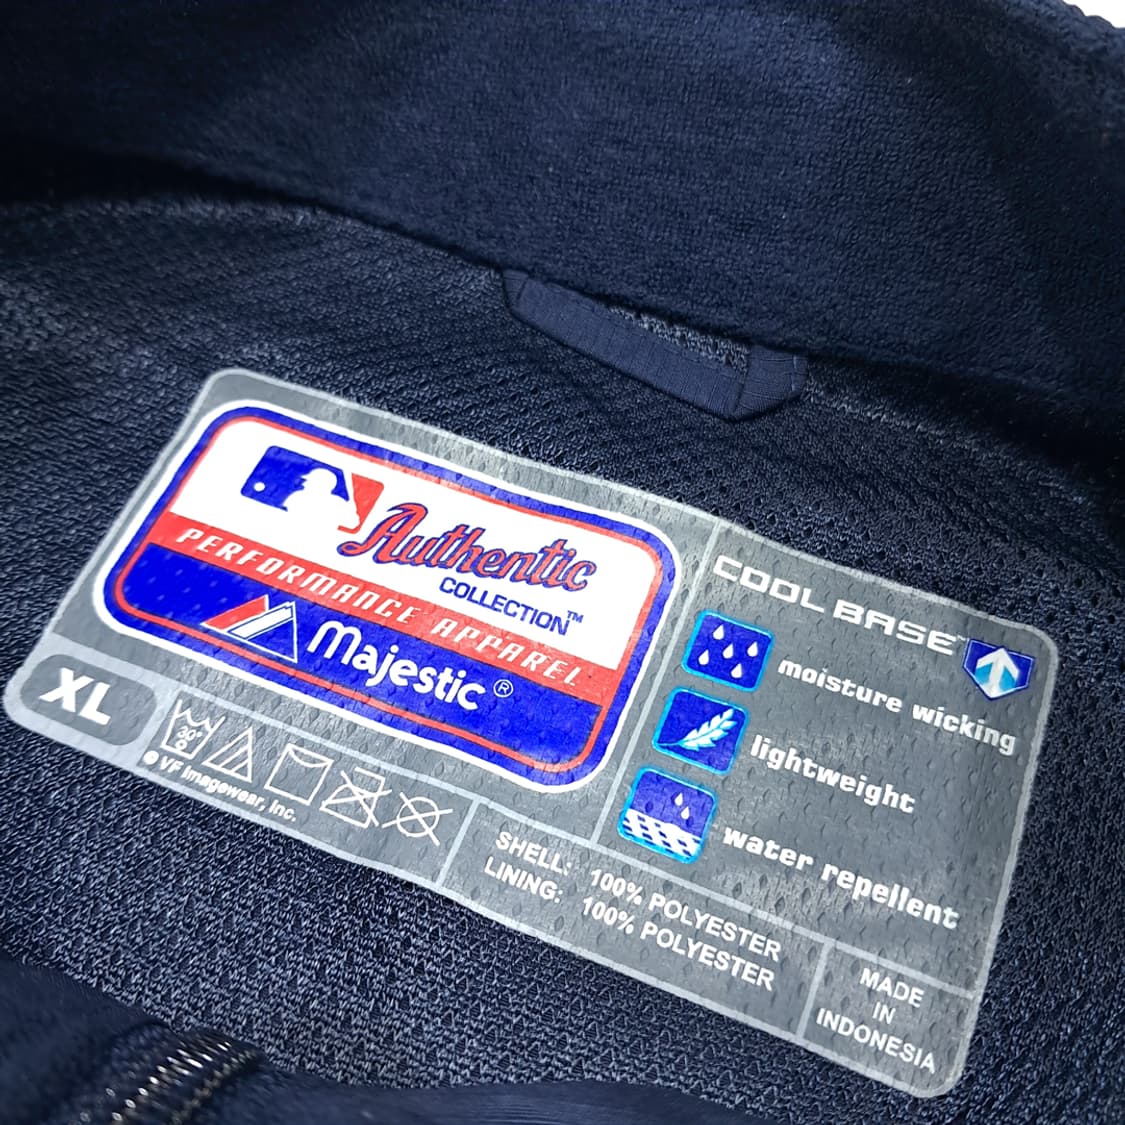 Authentic
COLLECTION™
PERFORMANCE APPAREL
Majestic®
XL
30°
© VF Imagewear, Inc.
COOL BASE™
moisture wicking
lightweight
water repellent
SHELL: 100% POLYESTER
LINING: 100% POLYESTER
MADE
IN
INDONESIA